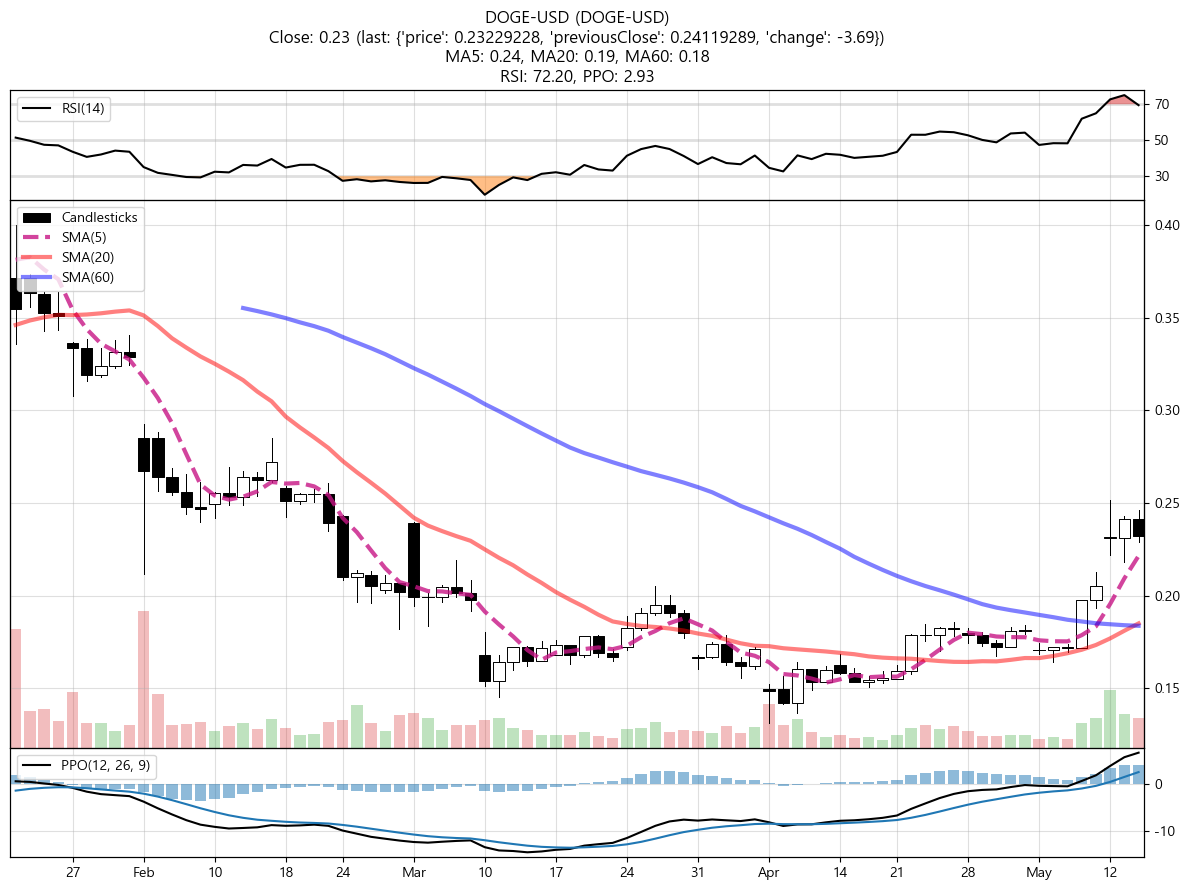 DOGE-USD (DOGE-USD)
Close: 0.23 (last: {'price': 0.23229228, 'previousClose': 0.24119289, 'change': -3.69})
MA5: 0.24, MA20: 0.19, MA60: 0.18
RSI: 72.20, PPO: 2.93
RSI(14)
70
50
30
Candlesticks
SMA(5)
SMA(20)
SMA(60)
0.40
0.35
0.30
0.25
0.20
0.15
PPO(12, 26, 9)
0
-10
27 Feb 10 18 24 Mar 10 17 24 31 Apr 14 21 28 May 12